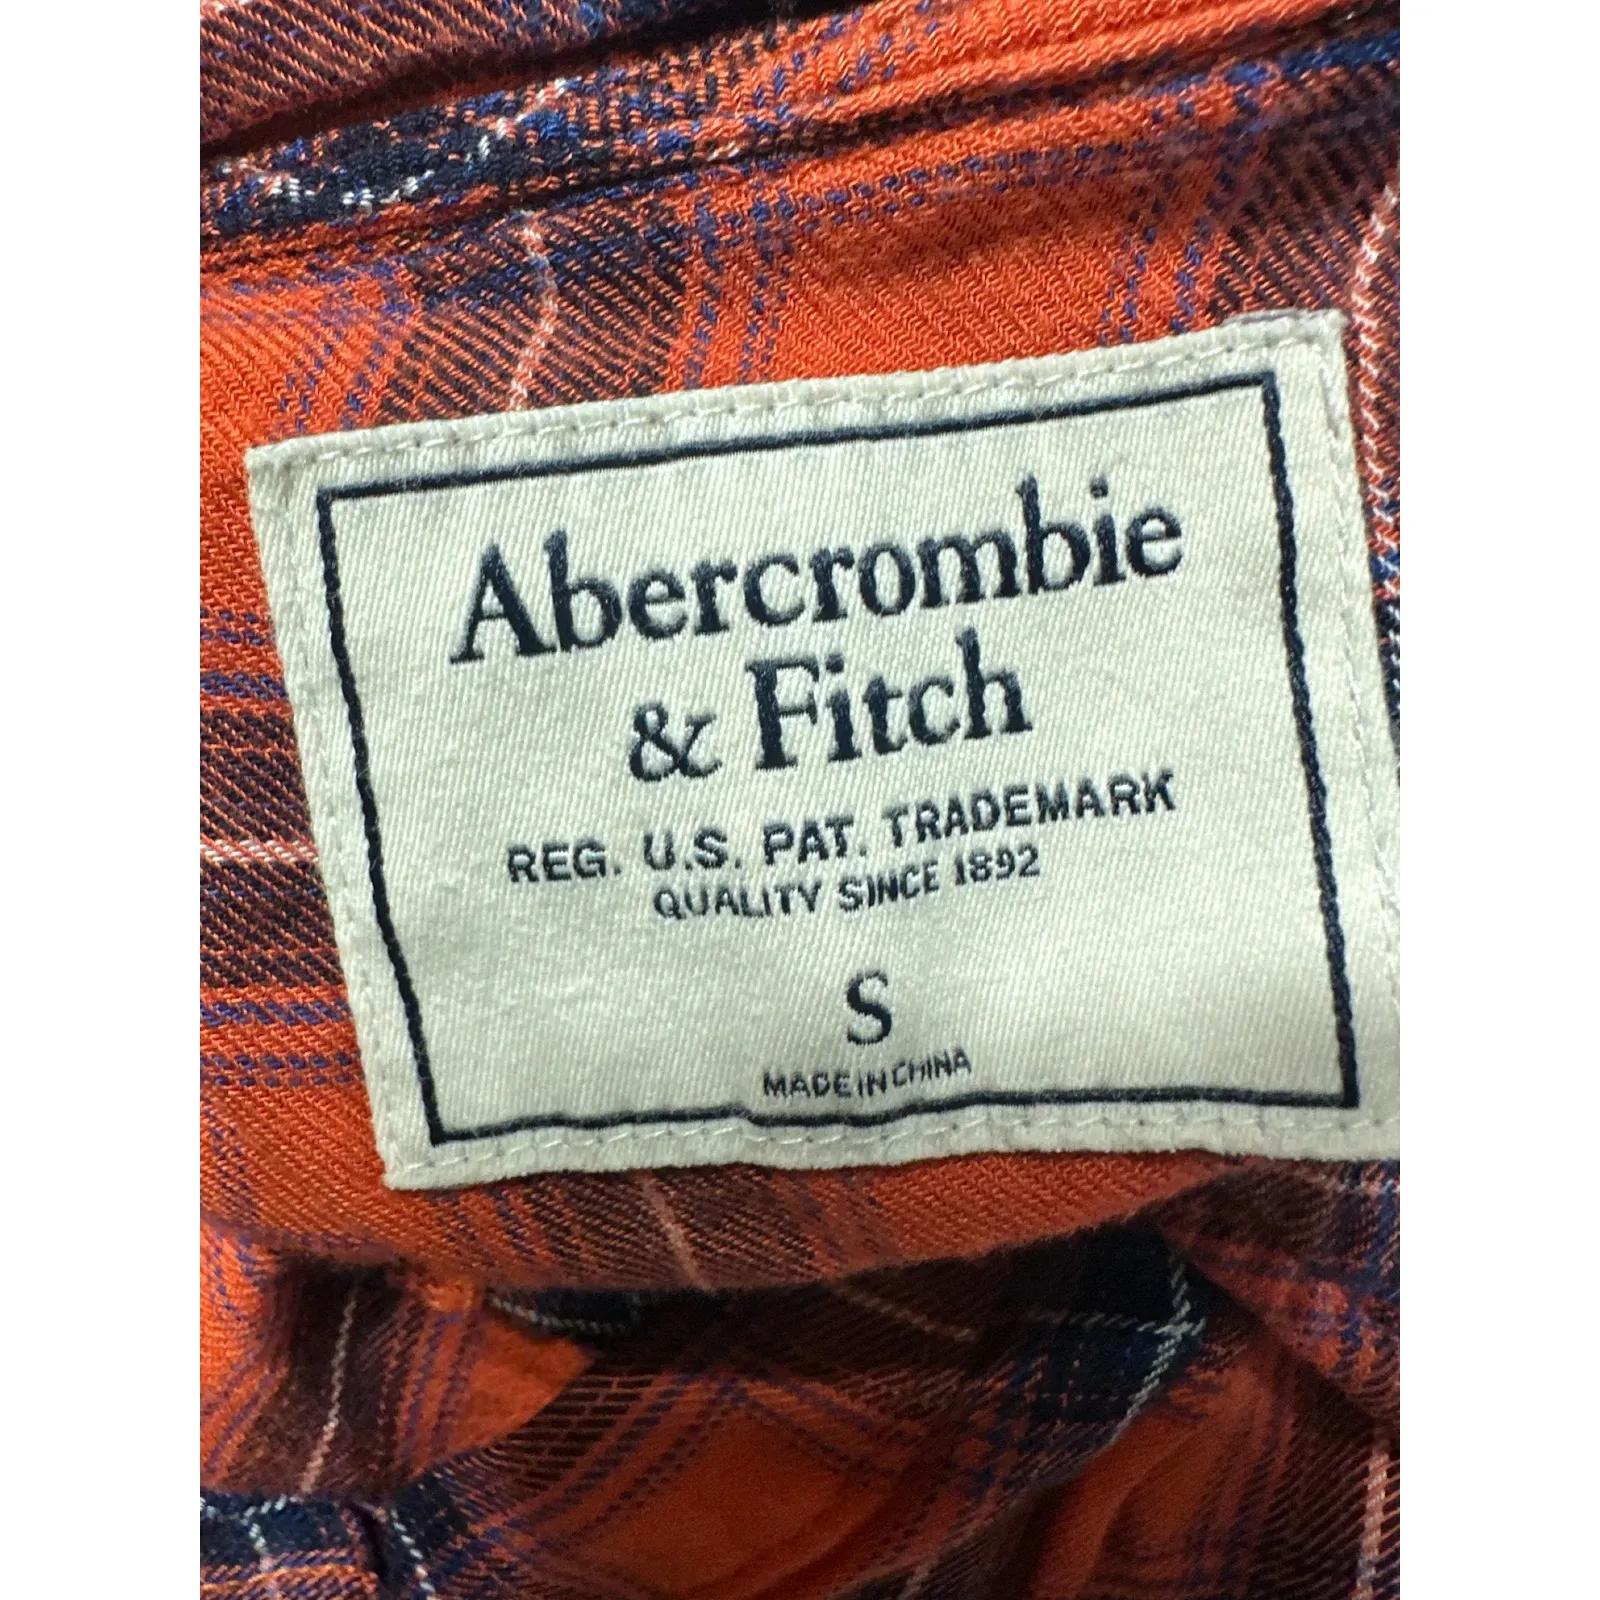 Abercrombie
& Fitch
REG. U.S. PAT. TRADEMARK
QUALITY SINCE 1892
S
MADE IN CHINA